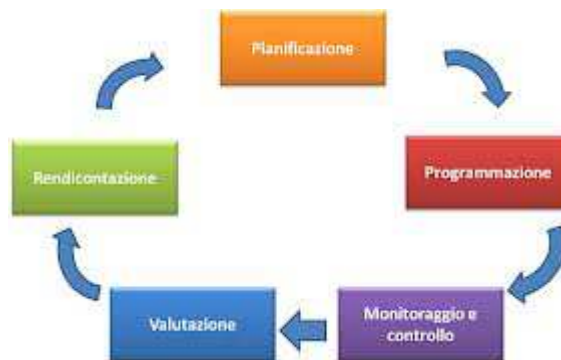 Pianificazione
Programmazione
Monitoraggio e
controllo
Valutazione
Rendicontazione